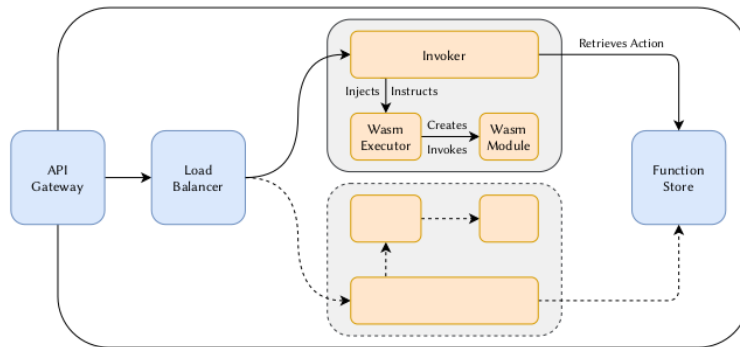 Invoker
Retrieves Action
Injects Instructs
Wasm
Executor
Creates
Invokes
Wasm
Module
API
Gateway
Load
Balancer
Function
Store